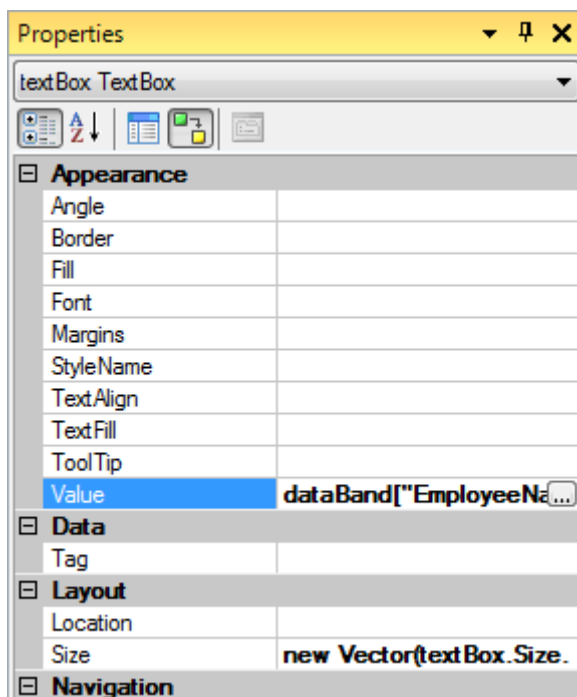 Properties
textBox TextBox
Appearance
Angle
Border
Fill
Font
Margins
StyleName
TextAlign
TextFill
ToolTip
Value dataBand["EmployeeNa...
Data
Tag
Layout
Location
Size new Vector(textBox.Size.
Navigation